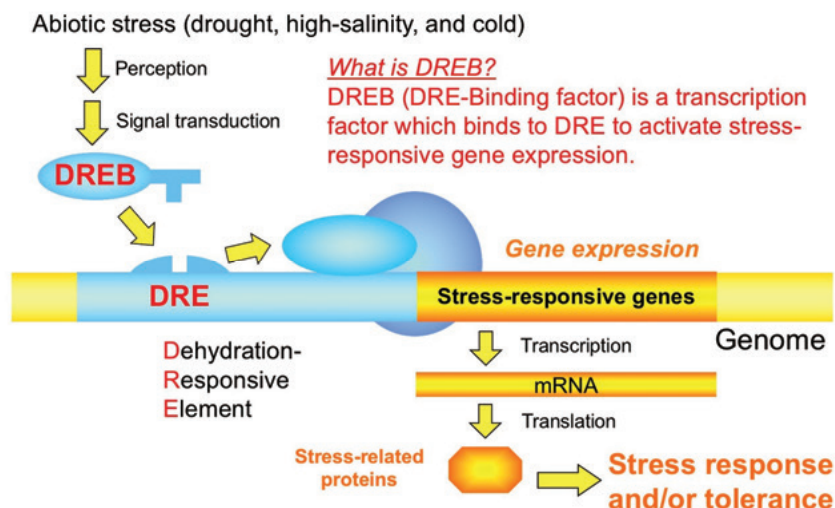 Abiotic stress (drought, high-salinity, and cold)
Perception
Signal transduction
What is DREB?
DREB (DRE-Binding factor) is a transcription
factor which binds to DRE to activate stress-
responsive gene expression.
DREB
Gene expression
DRE
Stress-responsive genes
Genome
Dehydration-
Responsive
Element
Transcription
mRNA
Translation
Stress-related
proteins
Stress response
and/or tolerance